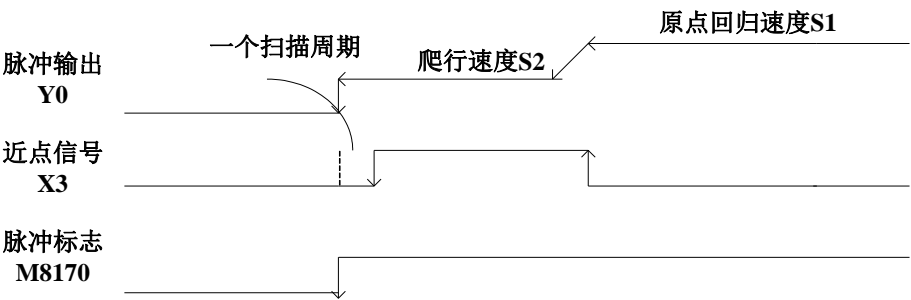 原点回归速度S1
一个扫描周期
爬行速度S2
脉冲输出
Y0
近点信号
X3
脉冲标志
M8170